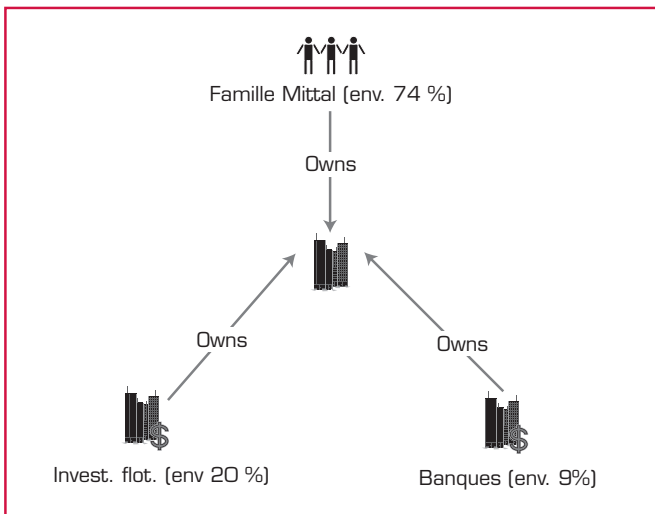 Famille Mittal (env. 74 %)
Owns
Owns
Owns
Invest. flot. (env 20 %)
Banques (env. 9%)